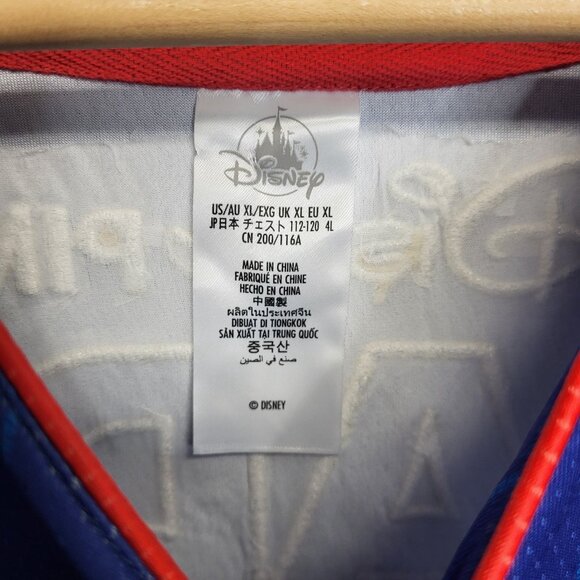 Disney
US/AU XL/EXG UK XL EU XL
JP日本 チェスト 112-120 4L
CN 200/116A
MADE IN CHINA
FABRIQUÉ EN CHINE
HECHO EN CHINA
中國製
ผลิตในประเทศจีน
DIBUAT DI TIONGKOK
SẢN XUẤT TẠI TRUNG QUỐC
중국산
صنع في الصين
© DISNEY